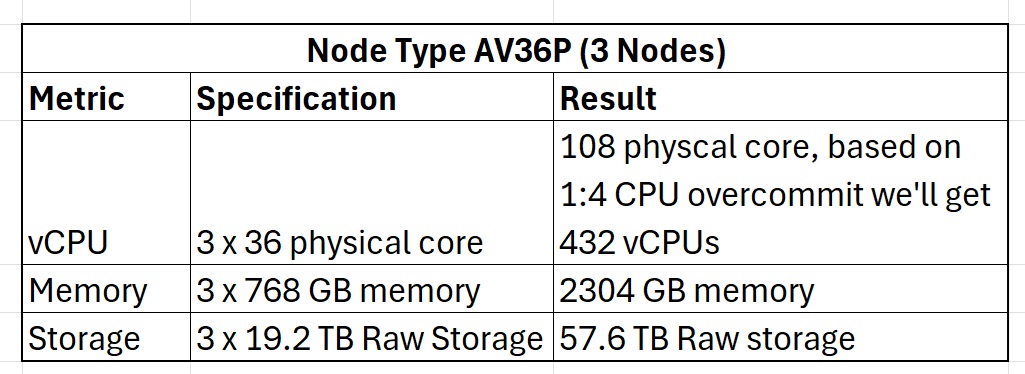 Node Type AV36P (3 Nodes)
Metric Specification Result
108 physcal core, based on
1:4 CPU overcommit we'll get
vCPU 3 x 36 physical core 432 vCPUs
Memory 3 x 768 GB memory 2304 GB memory
Storage 3 x 19.2 TB Raw Storage 57.6 TB Raw storage